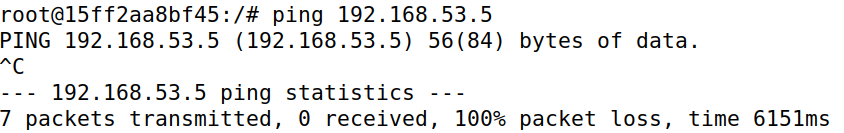 root@15ff2aa8bf45:/# ping 192.168.53.5
PING 192.168.53.5 (192.168.53.5) 56(84) bytes of data.
^C
--- 192.168.53.5 ping statistics ---
7 packets transmitted, 0 received, 100% packet loss, time 6151ms